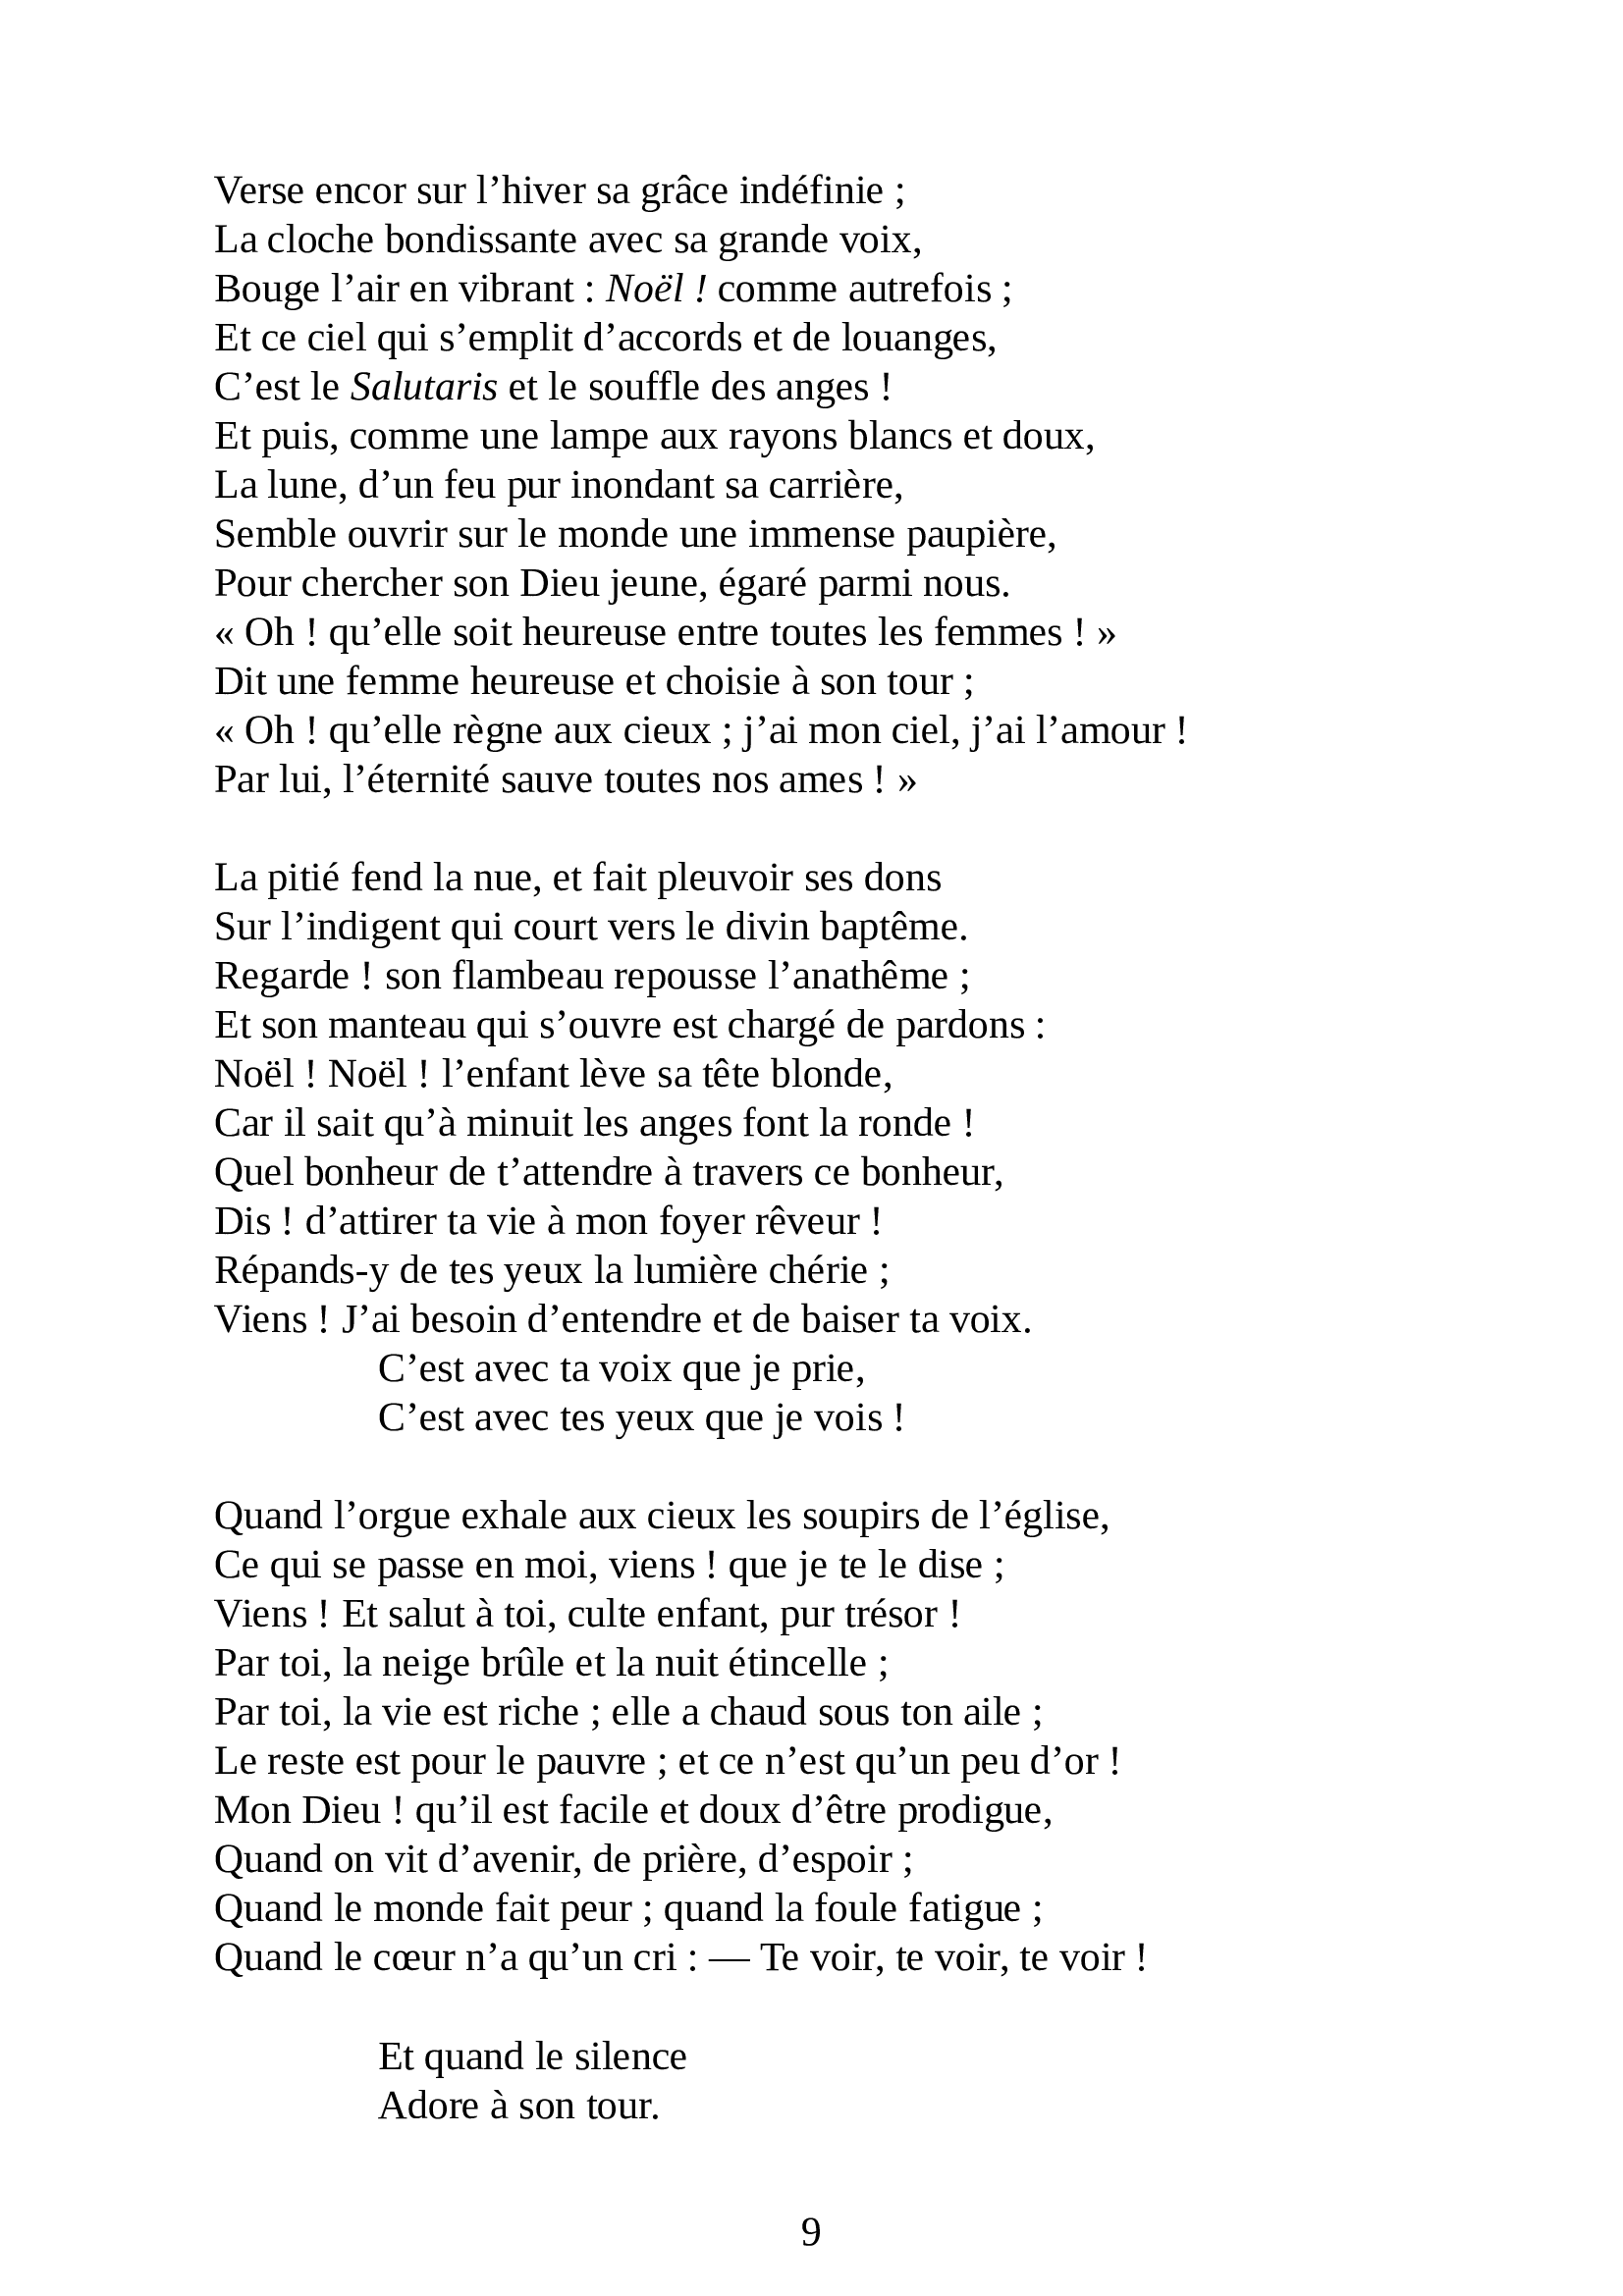 Verse encor sur l’hiver sa grâce indéfinie ;
La cloche bondissante avec sa grande voix,
Bouge l’air en vibrant : Noël ! comme autrefois ;
Et ce ciel qui s’emplit d’accords et de louanges,
C’est le Salutaris et le souffle des anges !
Et puis, comme une lampe aux rayons blancs et doux,
La lune, d’un feu pur inondant sa carrière,
Semble ouvrir sur le monde une immense paupière,
Pour chercher son Dieu jeune, égaré parmi nous.
« Oh ! qu’elle soit heureuse entre toutes les femmes ! »
Dit une femme heureuse et choisie à son tour ;
« Oh ! qu’elle règne aux cieux ; j’ai mon ciel, j’ai l’amour !
Par lui, l’éternité sauve toutes nos ames ! »

La pitié fend la nue, et fait pleuvoir ses dons
Sur l’indigent qui court vers le divin baptême.
Regarde ! son flambeau repousse l’anathême ;
Et son manteau qui s’ouvre est chargé de pardons :
Noël ! Noël ! l’enfant lève sa tête blonde,
Car il sait qu’à minuit les anges font la ronde !
Quel bonheur de t’attendre à travers ce bonheur,
Dis ! d’attirer ta vie à mon foyer rêveur !
Répands-y de tes yeux la lumière chérie ;
Viens ! J’ai besoin d’entendre et de baiser ta voix.
C’est avec ta voix que je prie,
C’est avec tes yeux que je vois !

Quand l’orgue exhale aux cieux les soupirs de l’église,
Ce qui se passe en moi, viens ! que je te le dise ;
Viens ! Et salut à toi, culte enfant, pur trésor !
Par toi, la neige brûle et la nuit étincelle ;
Par toi, la vie est riche ; elle a chaud sous ton aile ;
Le reste est pour le pauvre ; et ce n’est qu’un peu d’or !
Mon Dieu ! qu’il est facile et doux d’être prodigue,
Quand on vit d’avenir, de prière, d’espoir ;
Quand le monde fait peur ; quand la foule fatigue ;
Quand le cœur n’a qu’un cri : — Te voir, te voir, te voir !

Et quand le silence
Adore à son tour.

9